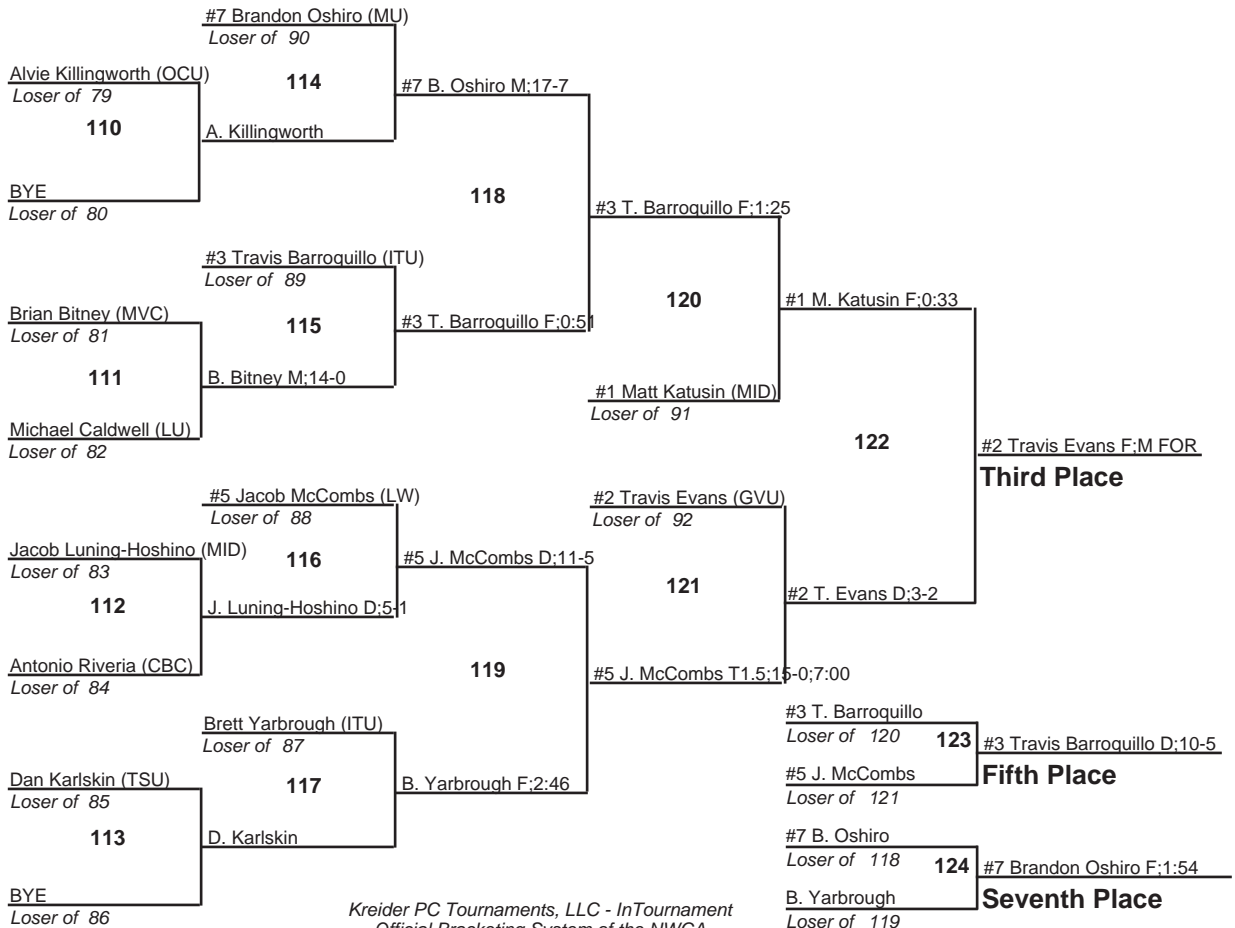 #7 Brandon Oshiro (MU)
Loser of 90
Alvie Killingworth (OCU)
Loser of 79
114
#7 B. Oshiro M;17-7
110
A. Killingworth
BYE
Loser of 80
118
#3 T. Barroquillo F;1:25
#3 Travis Barroquillo (ITU)
Loser of 89
Brian Bitney (MVC)
Loser of 81
115
#3 T. Barroquillo F;0:51
120
#1 M. Katusin F;0:33
111
B. Bitney M;14-0
#1 Matt Katusin (MID)
Loser of 91
Michael Caldwell (LU)
Loser of 82
122
#2 Travis Evans F;M FOR
Third Place
#5 Jacob McCombs (LW)
Loser of 88
#2 Travis Evans (GVU)
Loser of 92
Jacob Luning-Hoshino (MID)
Loser of 83
116
#5 J. McCombs D;11-5
121
#2 T. Evans D;3-2
112
J. Luning-Hoshino D;5-1
Antonio Riveria (CBC)
Loser of 84
119
#5 J. McCombs T1.5;15-0;7:00
Brett Yarbrough (ITU)
Loser of 87
#3 T. Barroquillo
Loser of 120
123
#3 Travis Barroquillo D;10-5
Fifth Place
Dan Karlskin (TSU)
Loser of 85
117
B. Yarbrough F;2:46
#5 J. McCombs
Loser of 121
113
D. Karlskin
#7 B. Oshiro
Loser of 118
124
#7 Brandon Oshiro F;1:54
Seventh Place
BYE
Loser of 86
B. Yarbrough
Loser of 119
Kreider PC Tournaments, LLC - InTournament
Official Bracketing System of the NWCA